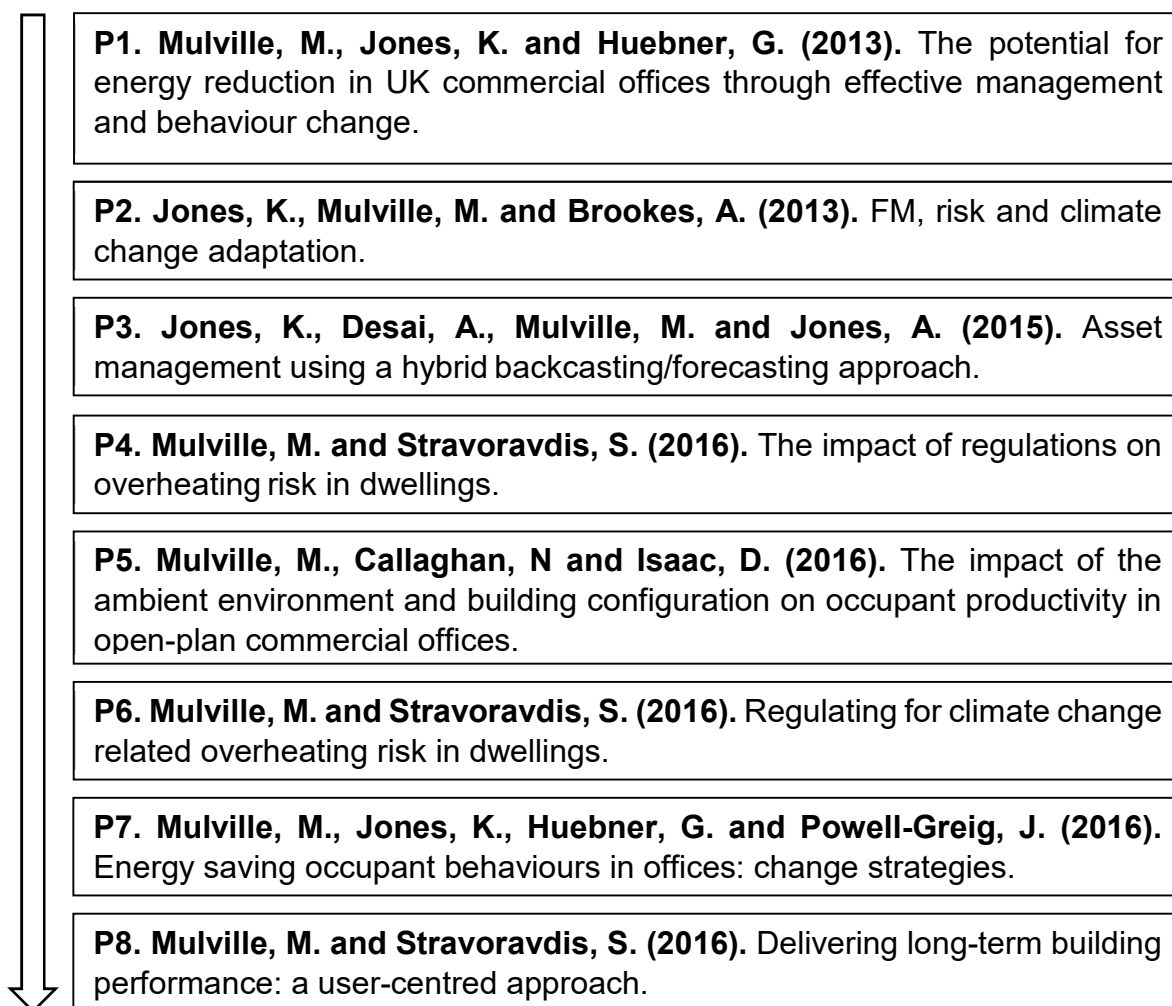 P1. Mulville, M., Jones, K. and Huebner, G. (2013). The potential for
energy reduction in UK commercial offices through effective management
and behaviour change.
P2. Jones, K., Mulville, M. and Brookes, A. (2013). FM, risk and climate
change adaptation.
P3. Jones, K., Desai, A., Mulville, M. and Jones, A. (2015). Asset
management using a hybrid backcasting/forecasting approach.
P4. Mulville, M. and Stravoravdis, S. (2016). The impact of regulations on
overheating risk in dwellings.
P5. Mulville, M., Callaghan, N and Isaac, D. (2016). The impact of the
ambient environment and building configuration on occupant productivity in
open-plan commercial offices.
P6. Mulville, M. and Stravoravdis, S. (2016). Regulating for climate change
related overheating risk in dwellings.
P7. Mulville, M., Jones, K., Huebner, G. and Powell-Greig, J. (2016).
Energy saving occupant behaviours in offices: change strategies.
P8. Mulville, M. and Stravoravdis, S. (2016). Delivering long-term building
performance: a user-centred approach.